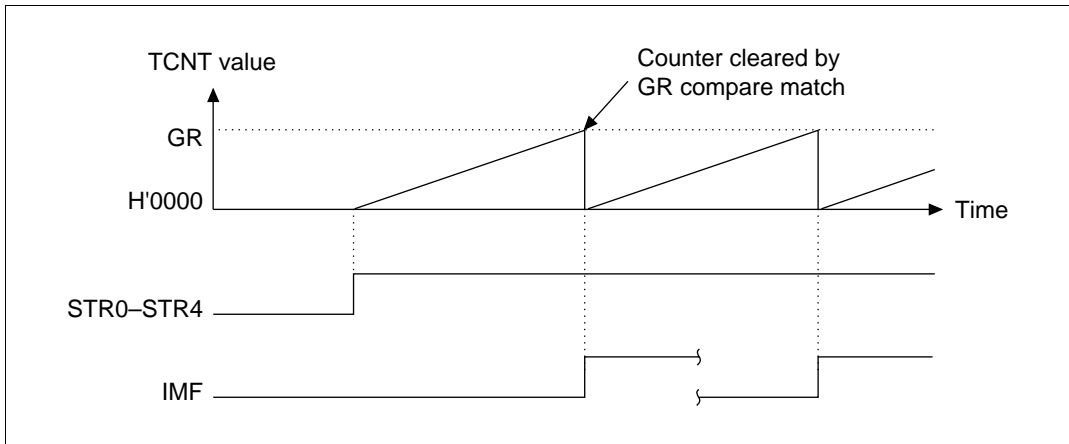 TCNT value
Counter cleared by
GR compare match
GR
H'0000
Time
STR0–STR4
IMF